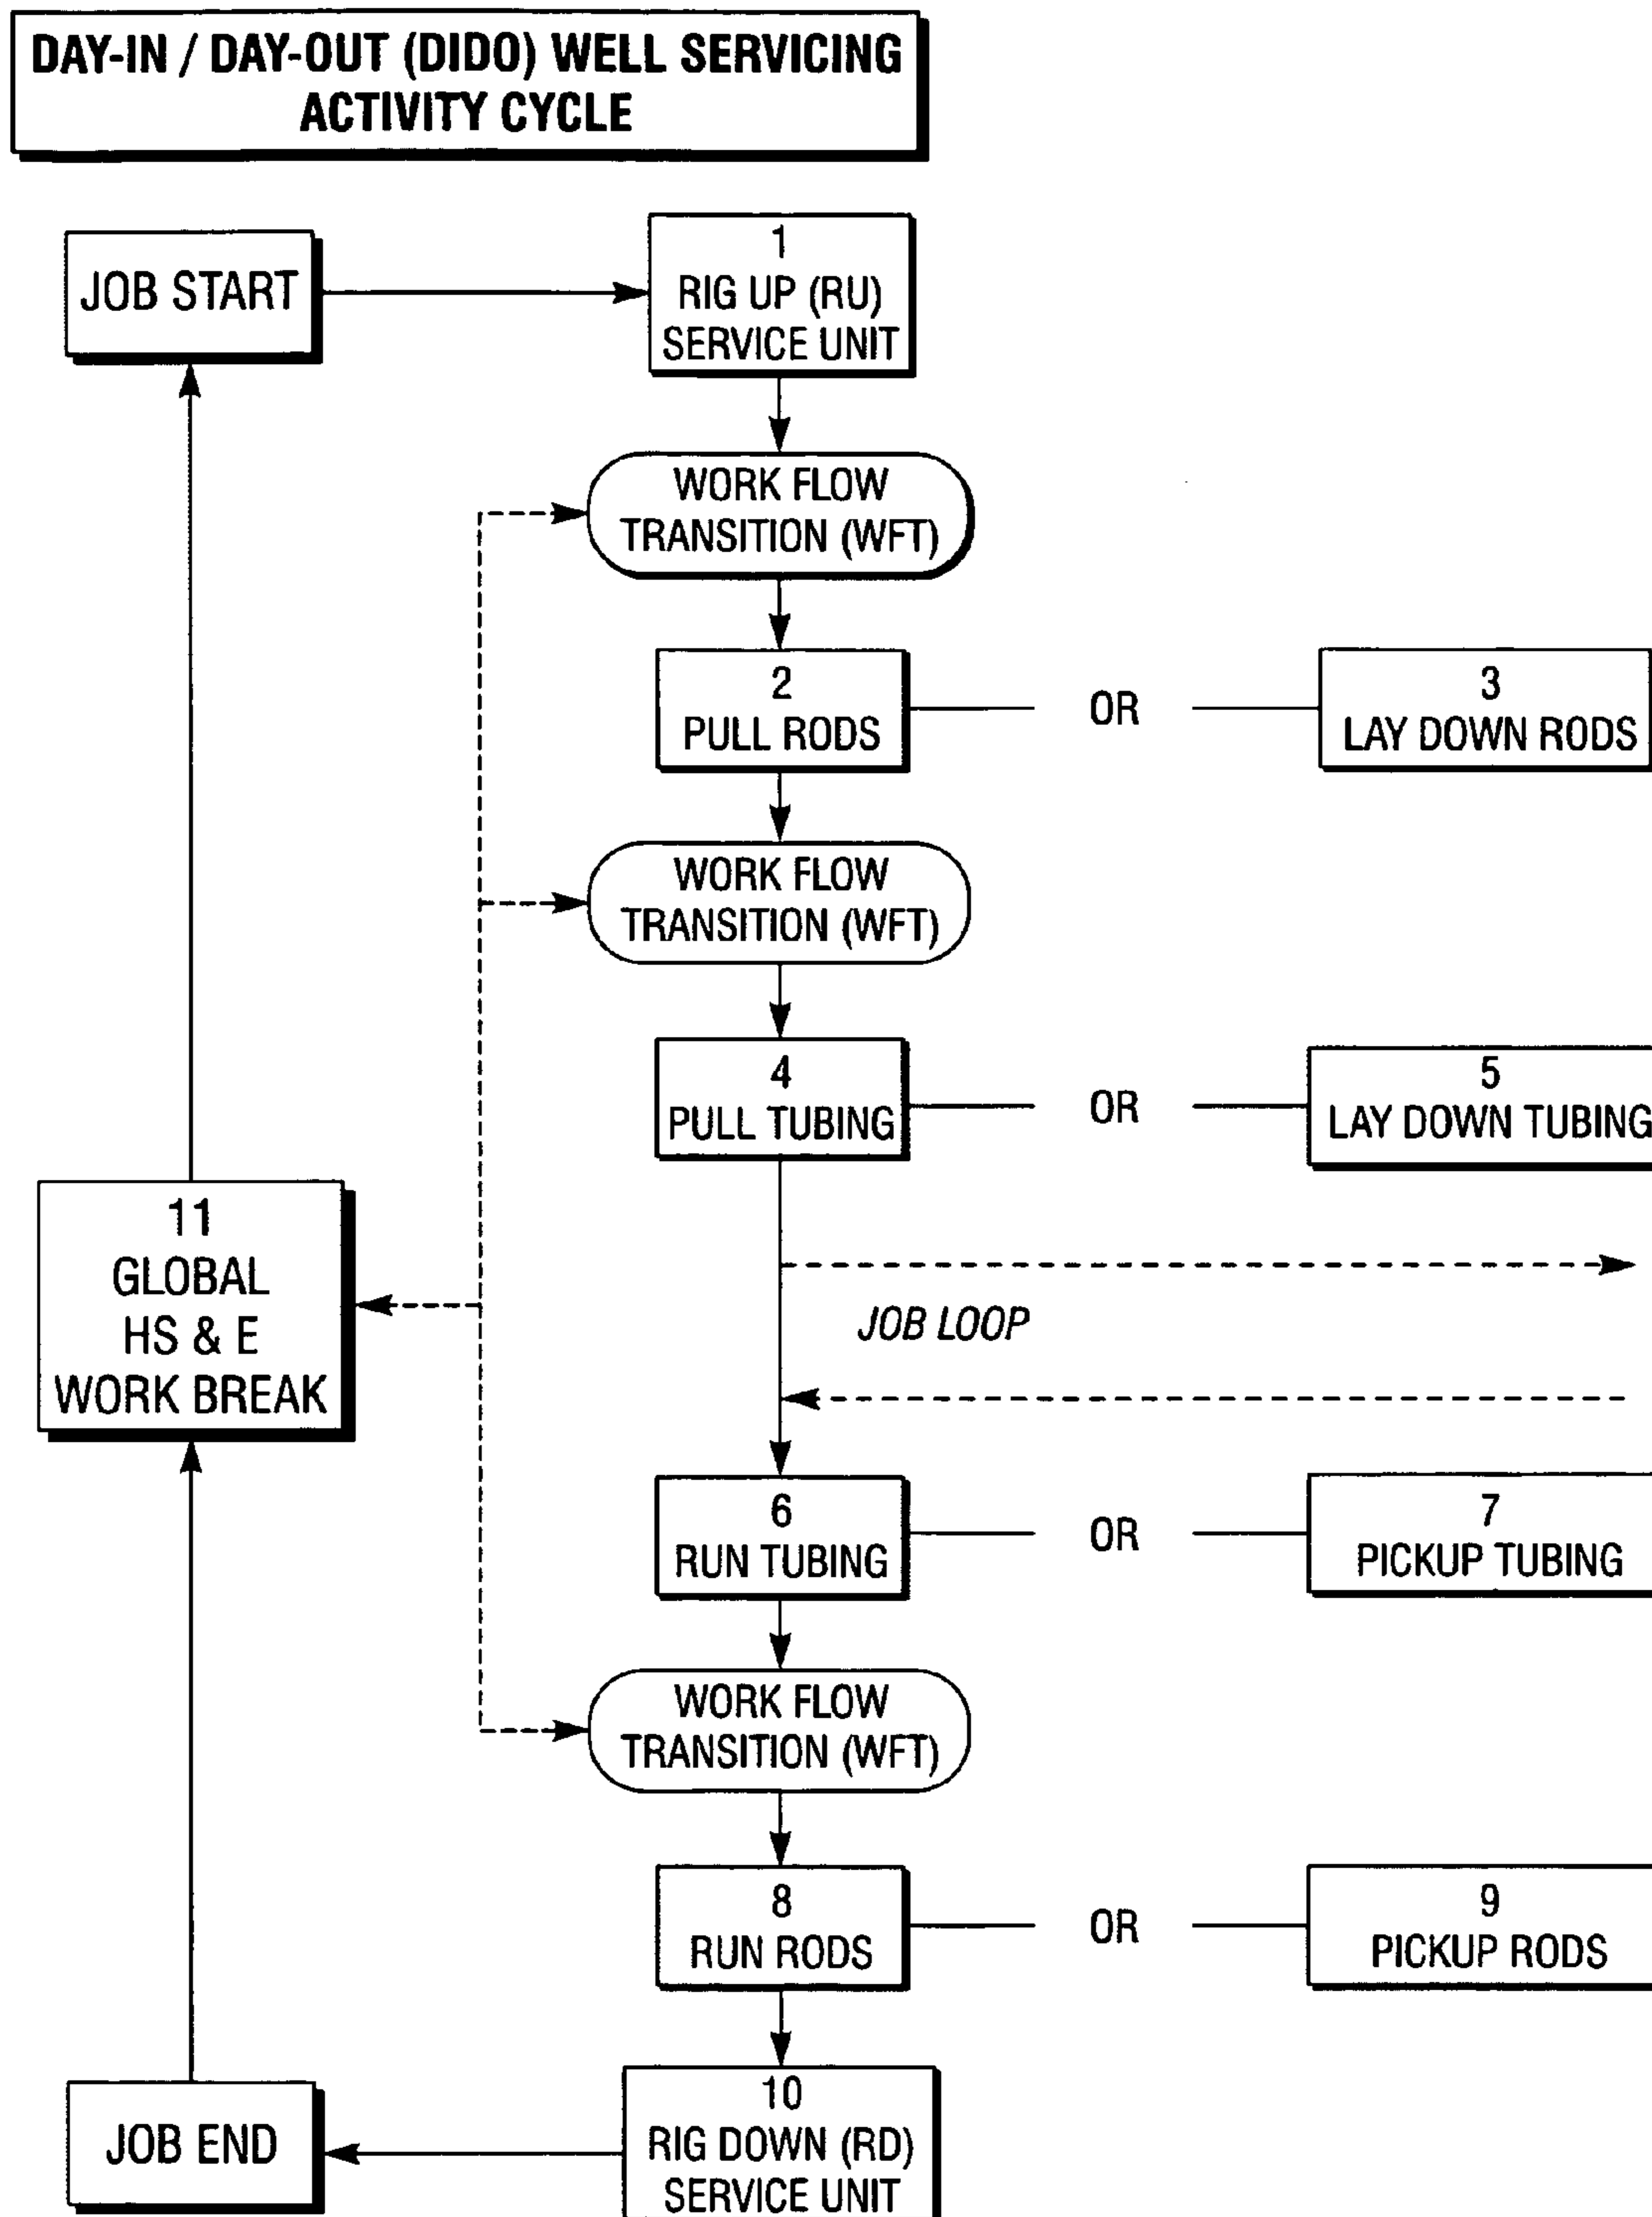 DAY-IN / DAY-OUT (DIDO) WELL SERVICING
ACTIVITY CYCLE
JOB START
1
RIG UP (RU)
SERVICE UNIT
WORK FLOW
TRANSITION (WFT)
2
PULL RODS
OR
3
LAY DOWN RODS
WORK FLOW
TRANSITION (WFT)
4
PULL TUBING
OR
5
LAY DOWN TUBING
11
GLOBAL
HS & E
WORK BREAK
JOB LOOP
6
RUN TUBING
OR
7
PICKUP TUBING
WORK FLOW
TRANSITION (WFT)
8
RUN RODS
OR
9
PICKUP RODS
10
RIG DOWN (RD)
SERVICE UNIT
JOB END